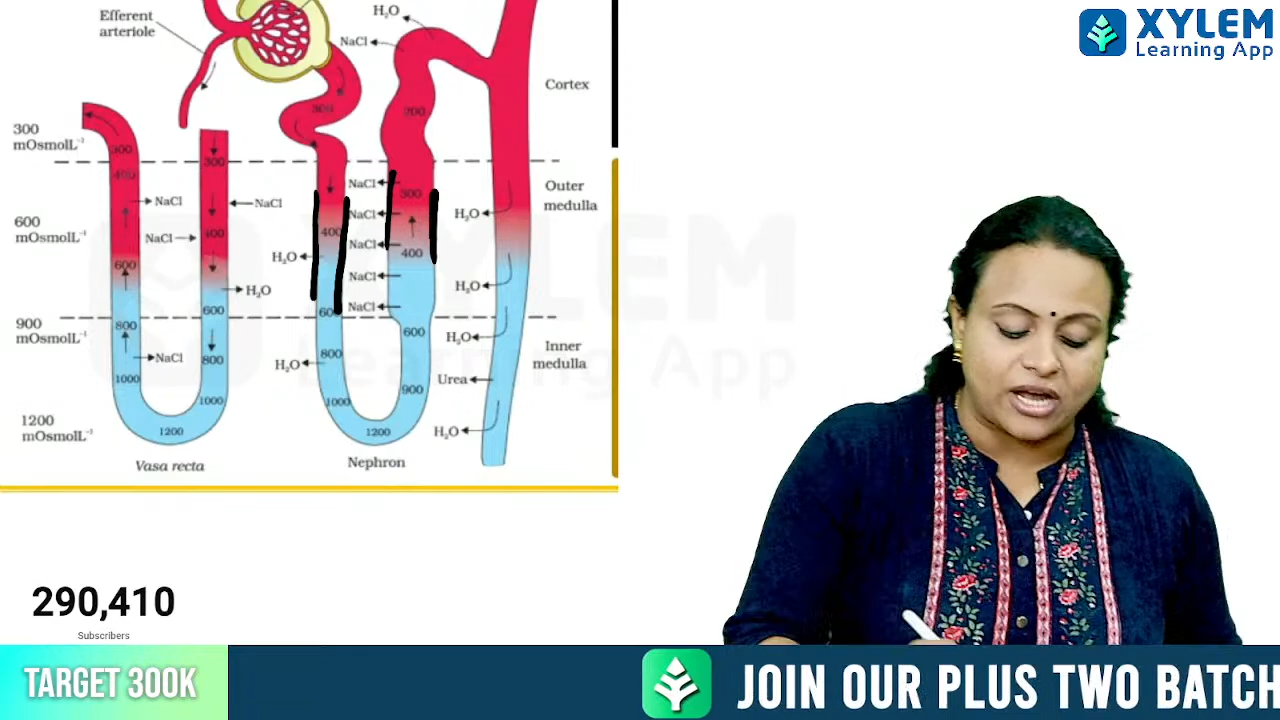 Efferent
arteriole
H₂O
NaCl
XYLEM
Learning App
Cortex
300
mOsmolL⁻¹
300
200
300
300
400
NaCl
NaCl
NaCl
300
Outer
medulla
600
mOsmolL⁻¹
NaCl
400
400
NaCl
NaCl
H₂O
H₂O
400
600
NaCl
H₂O
H₂O
600
600
NaCl
900
mOsmolL⁻¹
800
600
H₂O
Inner
medulla
NaCl
800
800
H₂O
Urea
1000
1000
1000
900
1200
mOsmolL⁻¹
1200
1200
H₂O
Vasa recta
Nephron
XYLEM
Learning App
290,410
Subscribers
TARGET 300K
JOIN OUR PLUS TWO BATCH